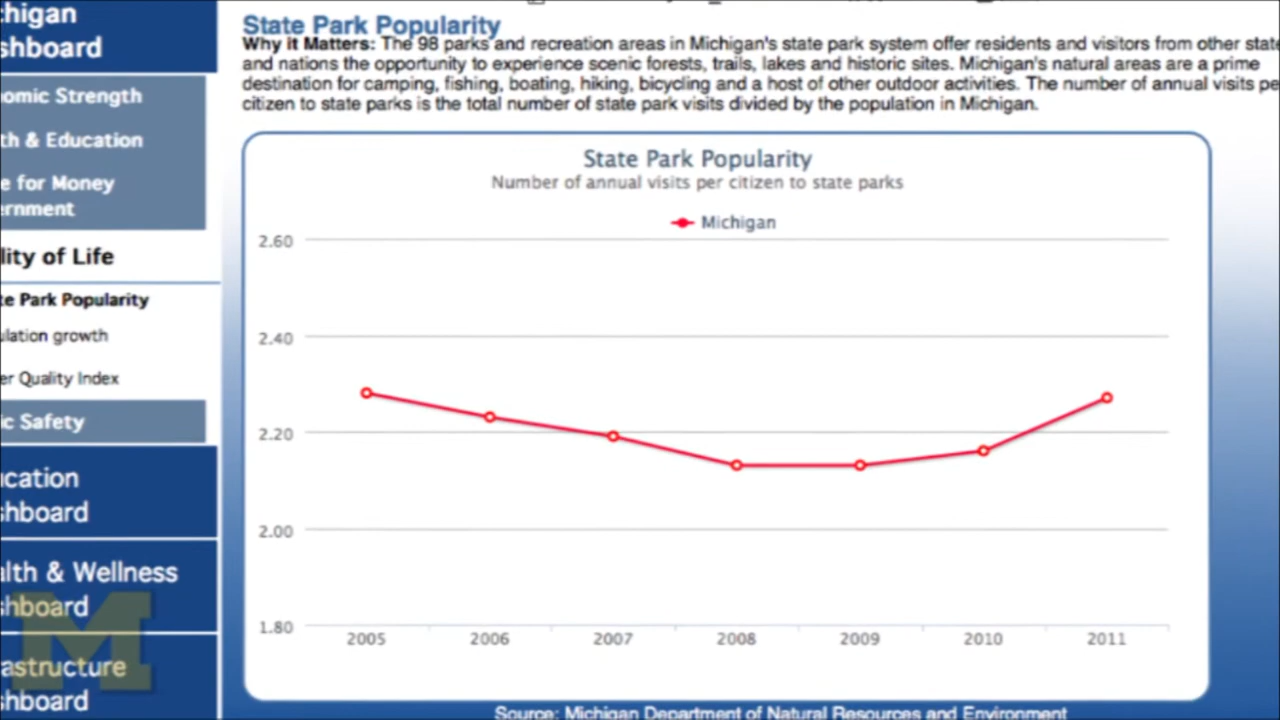 State Park Popularity
Why it Matters: The 98 parks and recreation areas in Michigan's state park system offer residents and visitors from other
and nations the opportunity to experience scenic forests, trails, lakes and historic sites. Michigan's natural areas are a prime
destination for camping, fishing, boating, hiking, bicycling and a host of other outdoor activities. The number of annual visits
citizen to state parks is the total number of state park visits divided by the population in Michigan.
State Park Popularity
Number of annual visits per citizen to state parks
Michigan
2.60
2.40
2.20
2.00
1.80
2005 2006 2007 2008 2009 2010 2011
Source: Michigan Department of Natural Resources and Environment
chigan
shboard
omic Strength
th & Education
e for Money
ernment
lity of Life
te Park Popularity
ulation growth
er Quality Index
ic Safety
cation
shboard
alth & Wellness
shboard
astructure
shboard
M